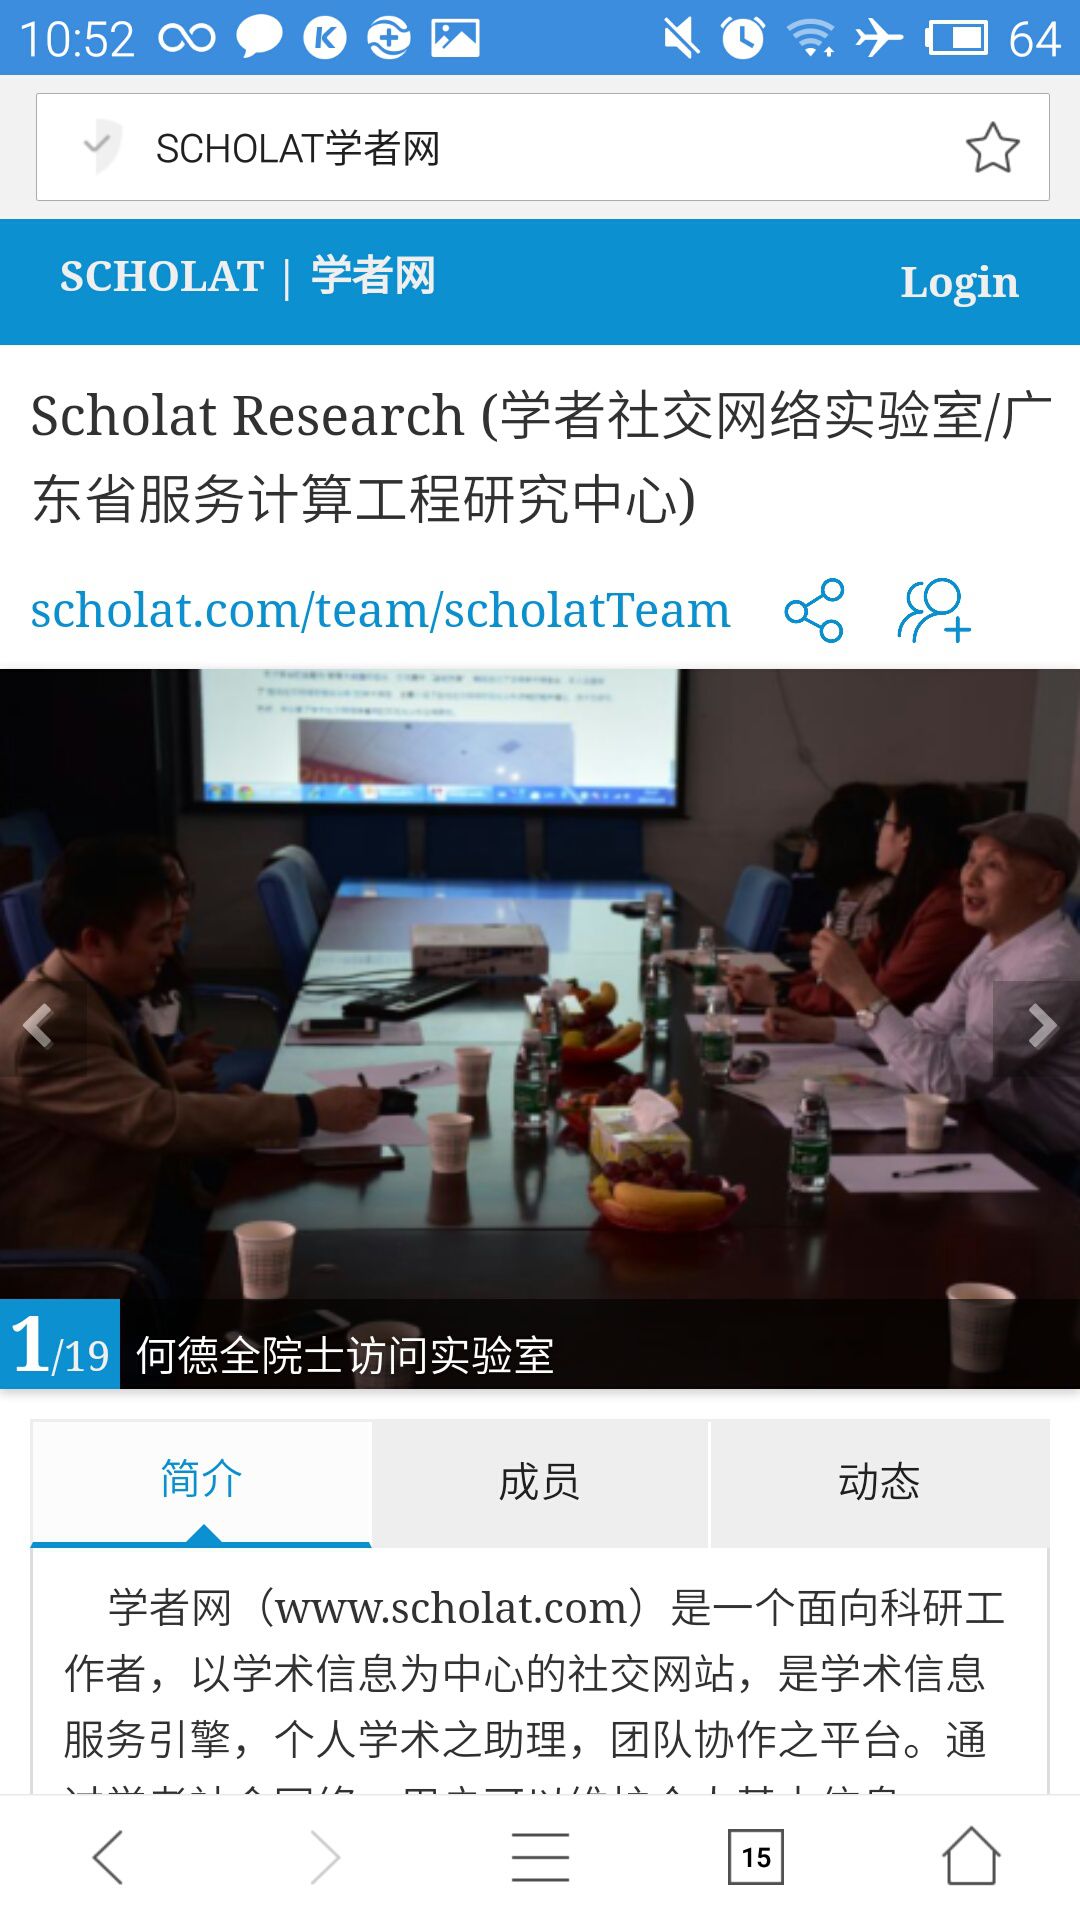 10:52
64
SCHOLAT学者网
SCHOLAT | 学者网
Login
Scholat Research (学者社交网络实验室/广
东省服务计算工程研究中心)
scholat.com/team/scholatTeam
1/19 何德全院士访问实验室
简介
成员
动态
学者网（www.scholat.com）是一个面向科研工
作者，以学术信息为中心的社交网站，是学术信息
服务引擎，个人学术之助理，团队协作之平台。通
15